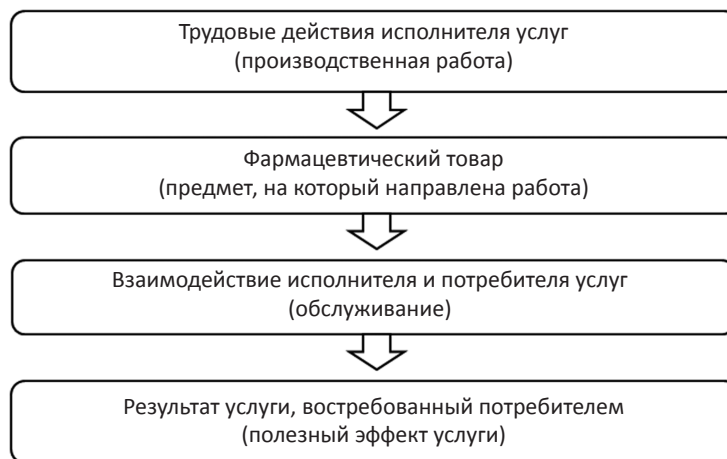 Трудовые действия исполнителя услуг
(производственная работа)
Фармацевтический товар
(предмет, на который направлена работа)
Взаимодействие исполнителя и потребителя услуг
(обслуживание)
Результат услуги, востребованный потребителем
(полезный эффект услуги)